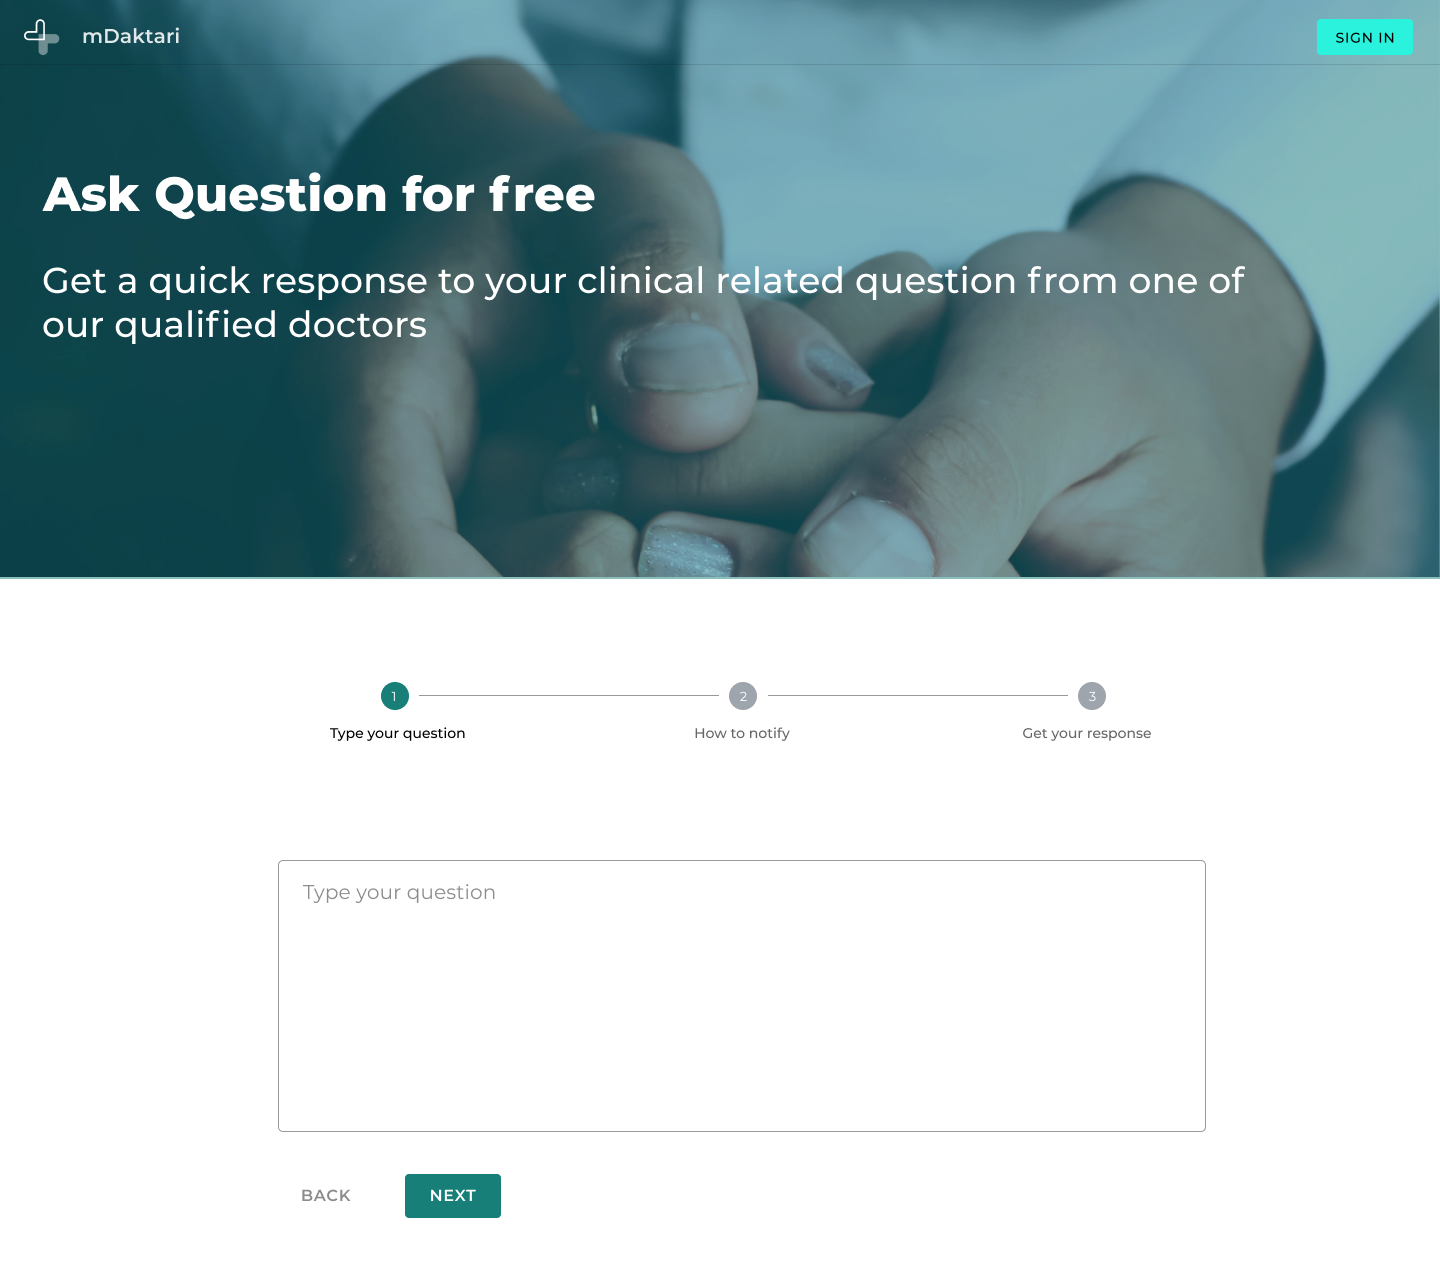 mDaktari
SIGN IN
Ask Question for free
Get a quick response to your clinical related question from one of
our qualified doctors
1
2
3
Type your question
How to notify
Get your response
Type your question
BACK
NEXT